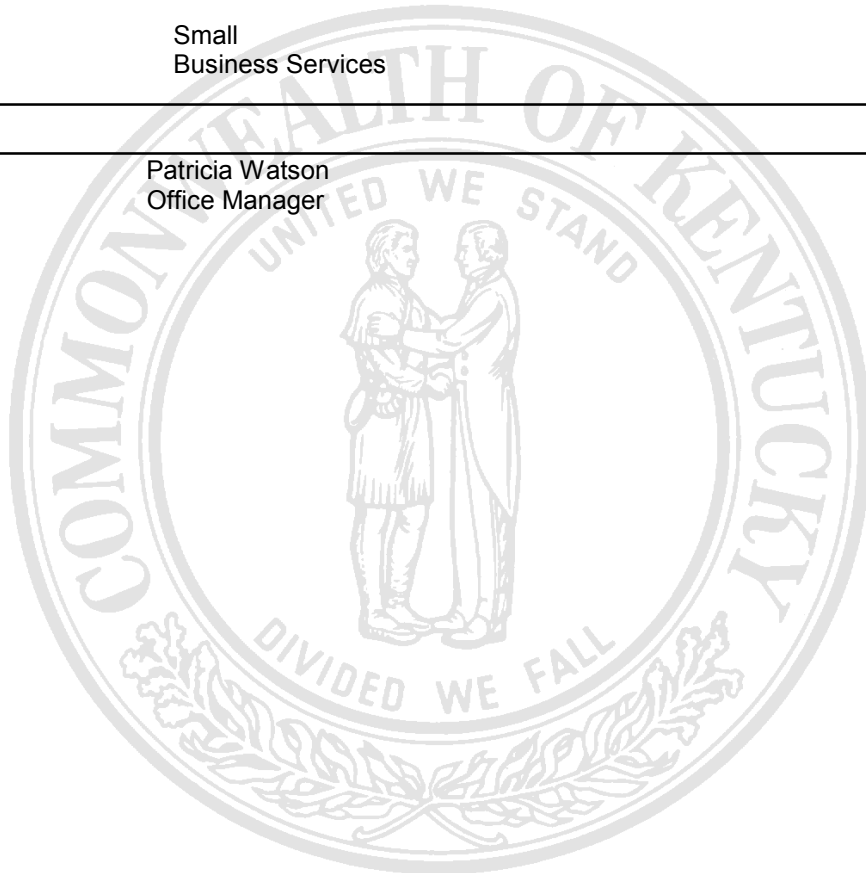 Small
Business Services
Patricia Watson
Office Manager
COMMONWEALTH OF KENTUCKY
UNITED WE STAND
DIVIDED WE FALL